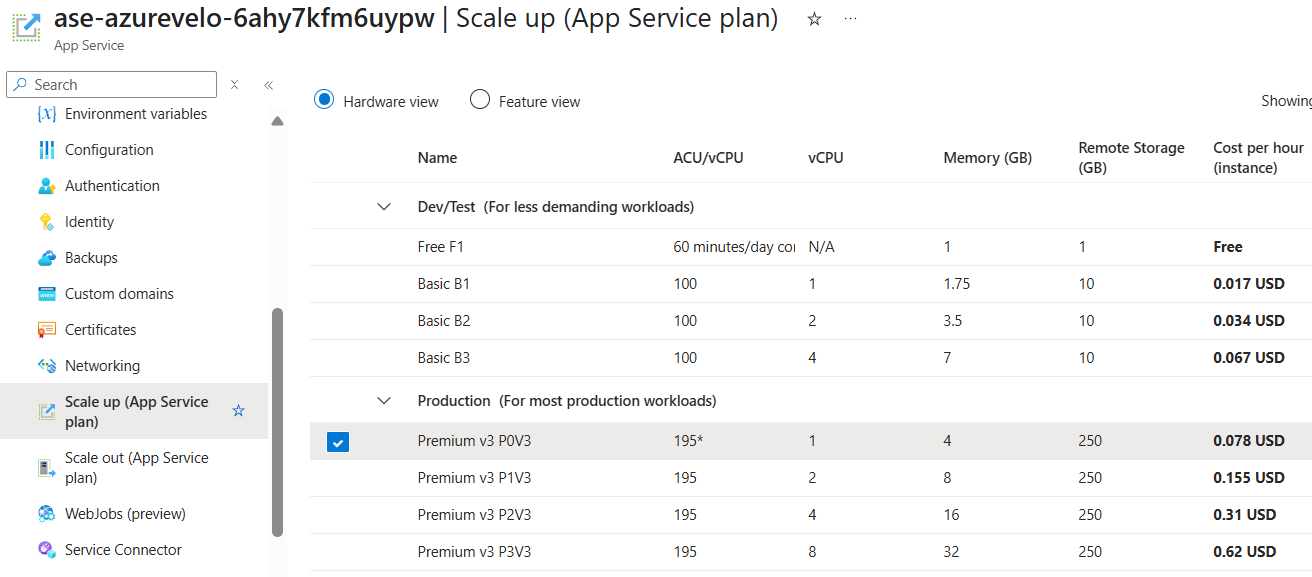 ase-azurevelo-6ahy7kfm6uypw | Scale up (App Service plan)
App Service
Search
Environment variables
Configuration
Authentication
Identity
Backups
Custom domains
Certificates
Networking
Scale up (App Service
plan)
Scale out (App Service
plan)
WebJobs (preview)
Service Connector
Hardware view Feature view
Showing
Name ACU/vCPU vCPU Memory (GB) Remote Storage (GB) Cost per hour (instance)
Dev/Test (For less demanding workloads)
Free F1 60 minutes/day co N/A 1 1 Free
Basic B1 100 1 1.75 10 0.017 USD
Basic B2 100 2 3.5 10 0.034 USD
Basic B3 100 4 7 10 0.067 USD
Production (For most production workloads)
Premium v3 P0V3 195* 1 4 250 0.078 USD
Premium v3 P1V3 195 2 8 250 0.155 USD
Premium v3 P2V3 195 4 16 250 0.31 USD
Premium v3 P3V3 195 8 32 250 0.62 USD